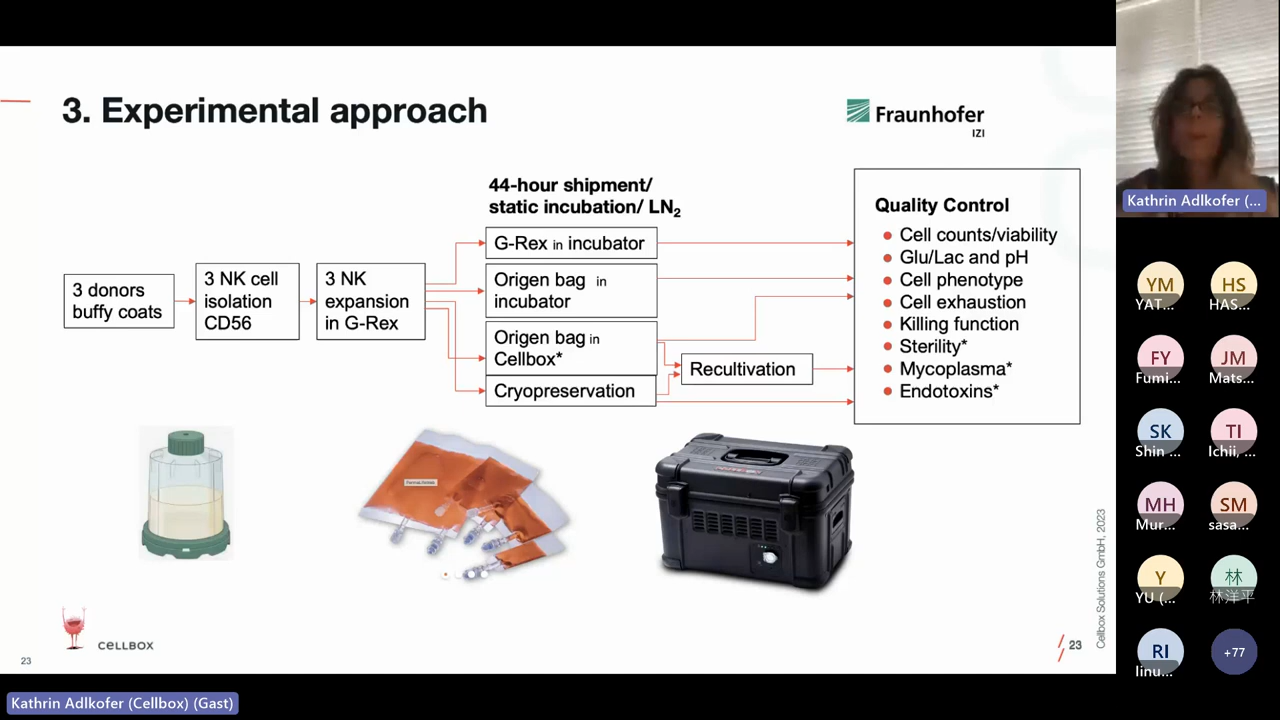 3. Experimental approach
Fraunhofer
IZI
44-hour shipment/
static incubation/ LN₂
3 donors
buffy coats
3 NK cell
isolation
CD56
3 NK
expansion
in G-Rex
G-Rex in incubator
Origen bag in
incubator
Origen bag in
Cellbox*
Cryopreservation
Recultivation
Quality Control
Cell counts/viability
Glu/Lac and pH
Cell phenotype
Cell exhaustion
Killing function
Sterility*
Mycoplasma*
Endotoxins*
CELLBOX
23
// 23
Cellbox Solutions GmbH, 2023
Kathrin Adlkofer (Cellbox) (Gast)
Kathrin Adlkofer (...
YM
YAT...
HS
HAS...
FY
Fumi...
JM
Mats...
SK
Shin ...
TI
Ichii, ...
MH
Mur...
SM
sasa...
Y
YU (...
林
林洋平
RI
Iinu...
+77